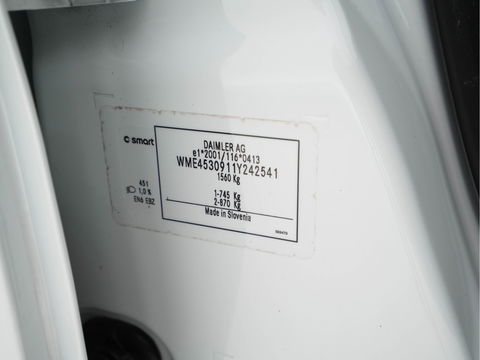 smart
DAIMLER AG
e1*2001/116*0413
WME4530911Y242541
1560 Kg
1-745 Kg
2-870 Kg
Made in Slovenia
451
1,0%
EN6 EBZ